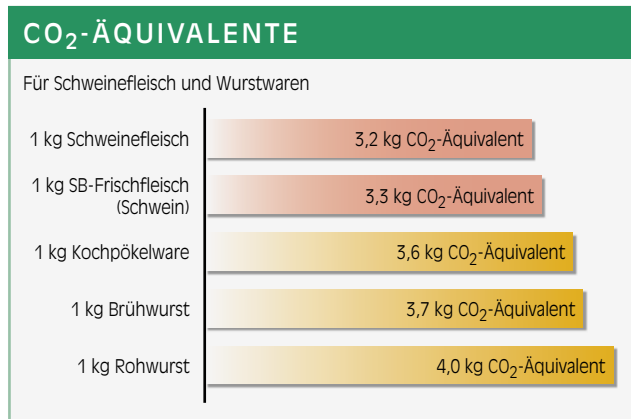 CO₂-ÄQUIVALENTE
Für Schweinefleisch und Wurstwaren
1 kg Schweinefleisch 3,2 kg CO₂-Äquivalent
1 kg SB-Frischfleisch
(Schwein) 3,3 kg CO₂-Äquivalent
1 kg Kochpökelware 3,6 kg CO₂-Äquivalent
1 kg Brühwurst 3,7 kg CO₂-Äquivalent
1 kg Rohwurst 4,0 kg CO₂-Äquivalent